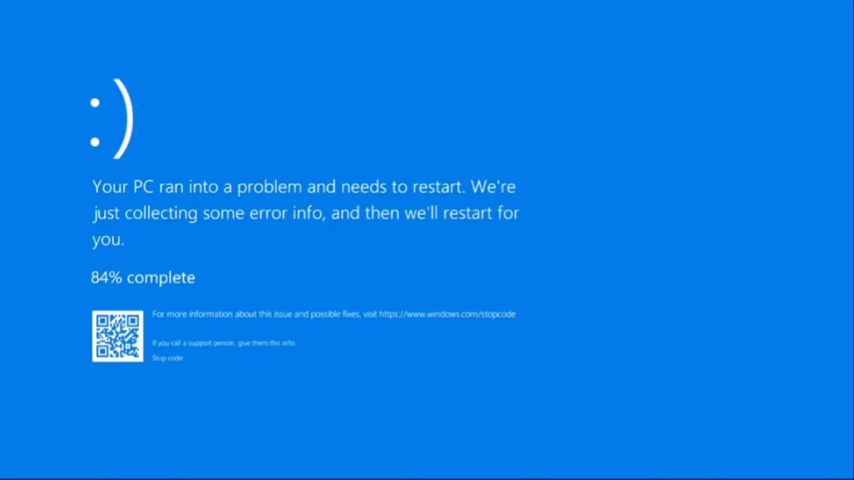 :)
Your PC ran into a problem and needs to restart. We're
just collecting some error info, and then we'll restart for
you.
84% complete
For more information about this issue and possible fixes, visit https://www.windows.com/stopcode
If you call a support person, give them this info:
Stop code